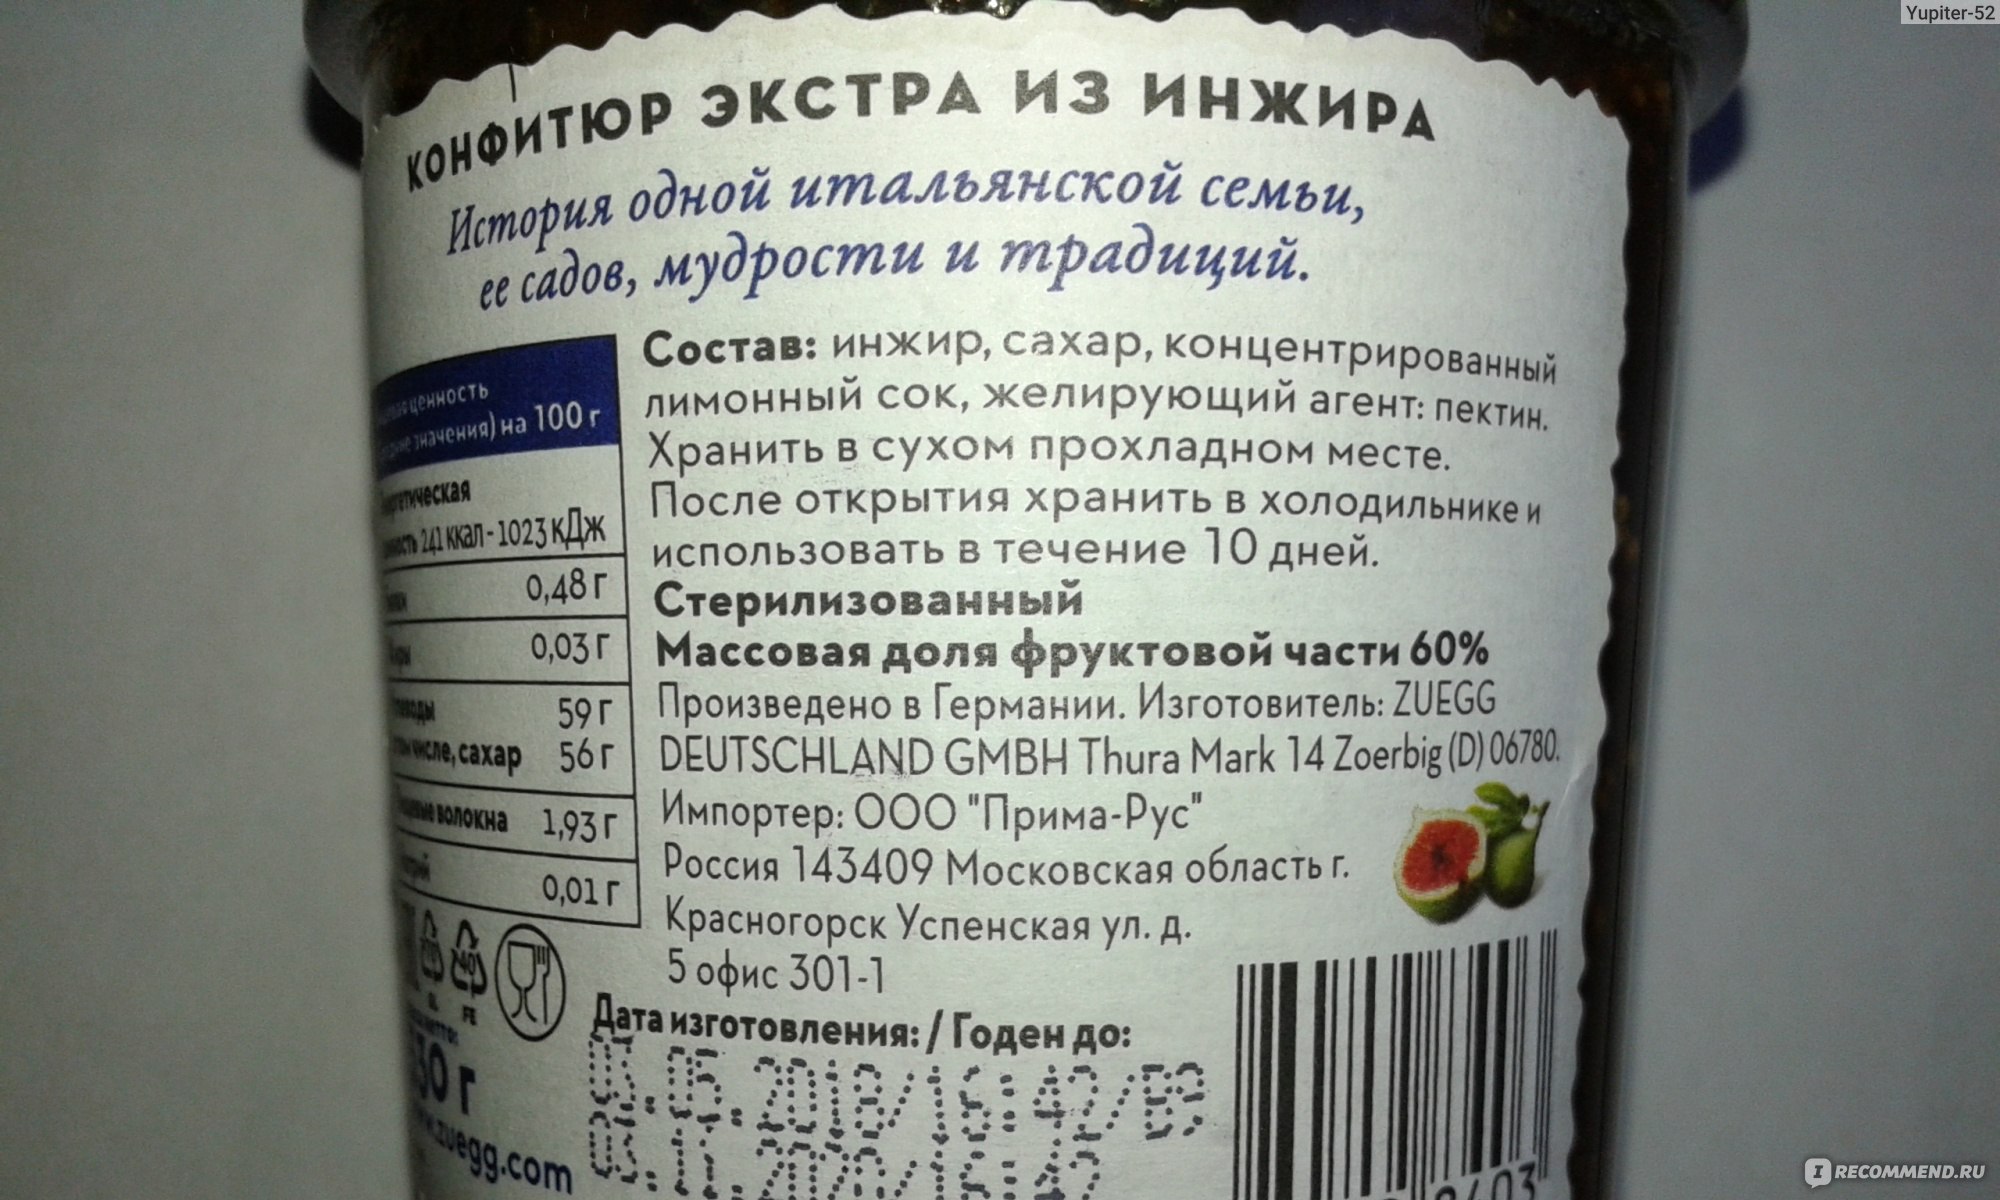 Yupiter-52
КОНФИТЮР ЭКСТРА ИЗ ИНЖИРА
История одной итальянской семьи,
ее садов, мудрости и традиций.
Состав: инжир, сахар, концентрированный
лимонный сок, желирующий агент: пектин.
Хранить в сухом прохладном месте.
После открытия хранить в холодильнике и
использовать в течение 10 дней.
Стерилизованный
Массовая доля фруктовой части 60%
Произведено в Германии. Изготовитель: ZUEGG
DEUTSCHLAND GMBH Thura Mark 14 Zoerbig (D) 06780.
Импортер: ООО "Прима-Рус"
Россия 143409 Московская область г.
Красногорск Успенская ул. д.
5 офис 301-1
Дата изготовления: / Годен до:
03.05.2018/16:42/B9
ценность
значения) на 100 г
241 ккал - 1023 кДж
0,48 г
0,03 г
59 г
числе, сахар 56 г
волокна 1,93 г
0,01 г
FE
zuegg.com
IRECOMMEND.RU